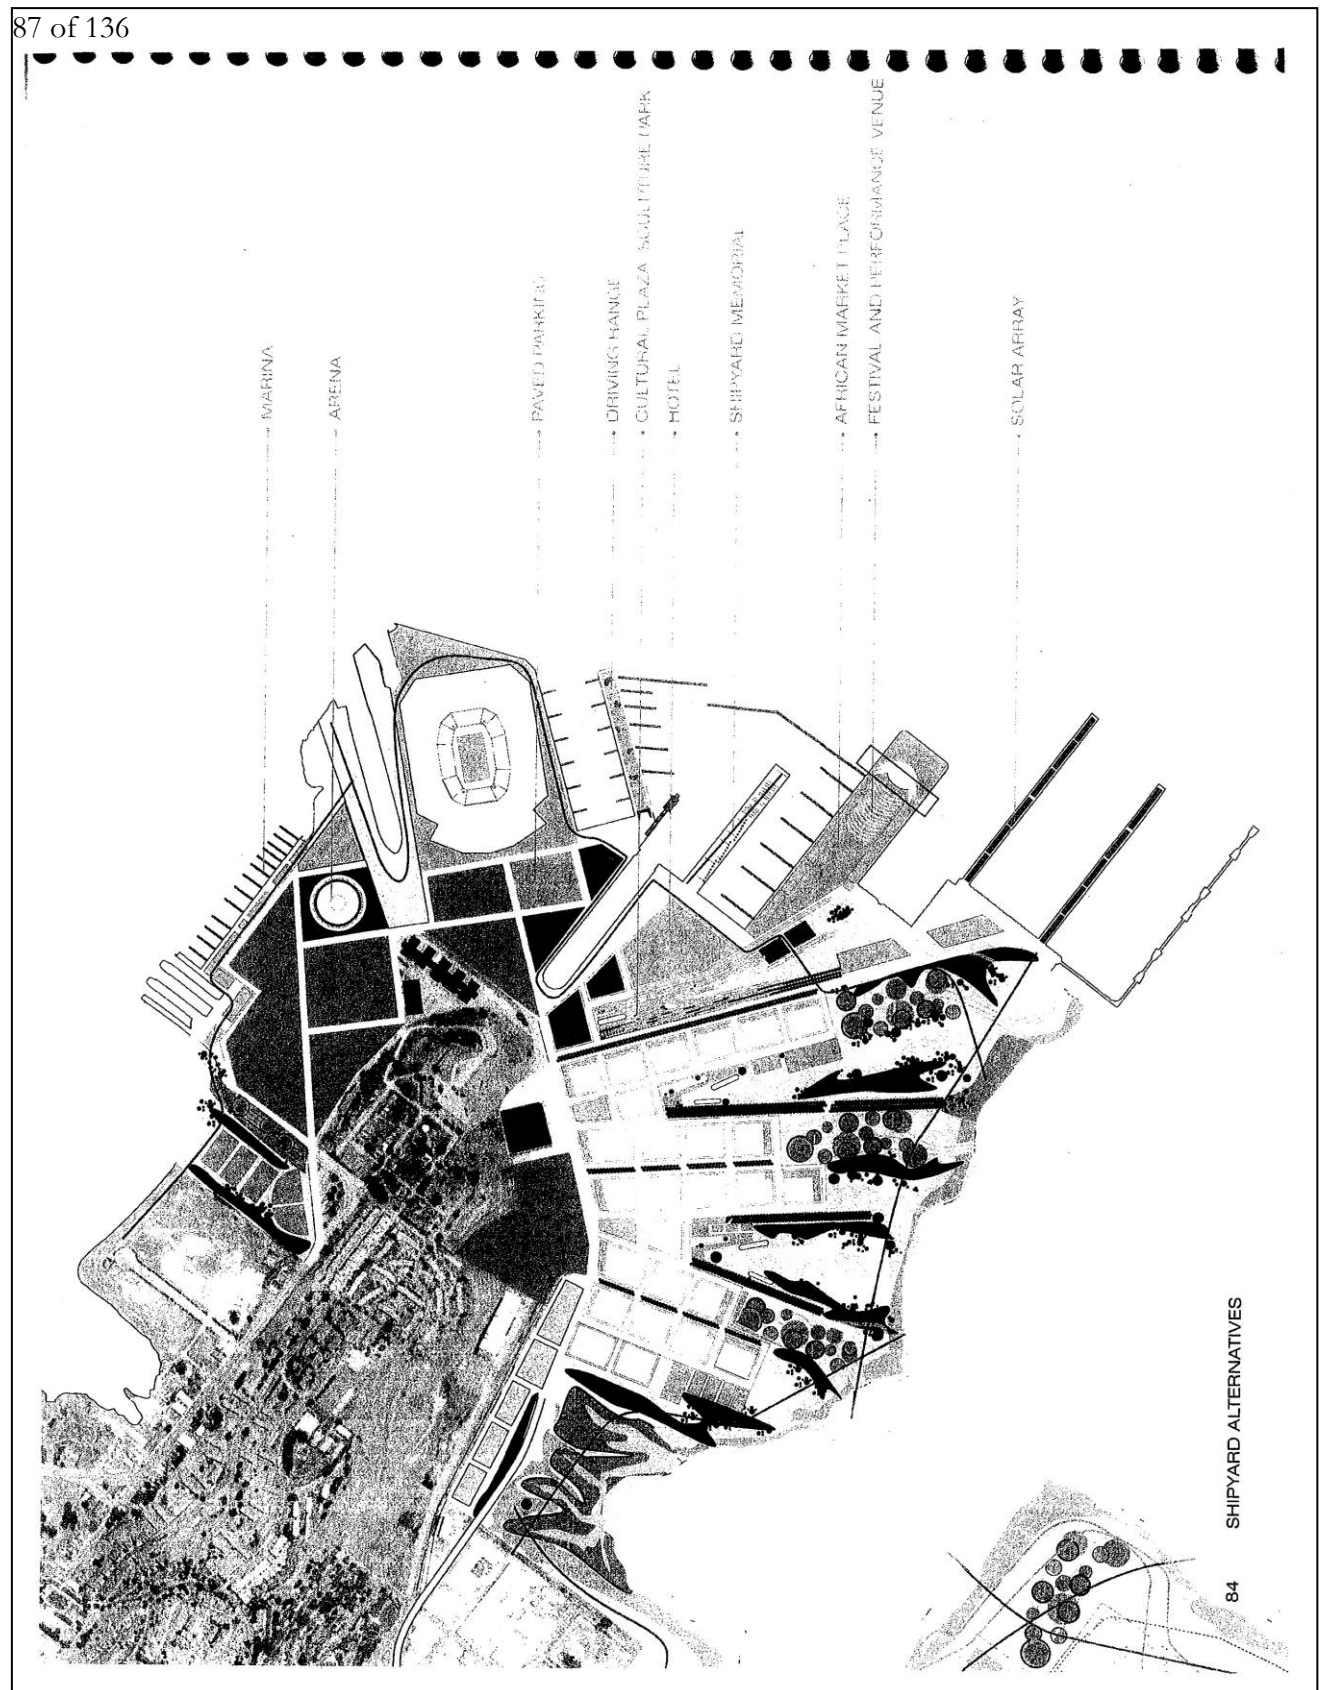 87 of 136
MARINA
ARENA
PAVED PARKING
DRIVING RANGE
CULTURAL PLAZA SCULPTURE PARK
HOTEL
SHIPYARD MEMORIAL
AFRICAN MARKET PLACE
FESTIVAL AND PERFORMANCE VENUE
SOLAR ARRAY
84 SHIPYARD ALTERNATIVES